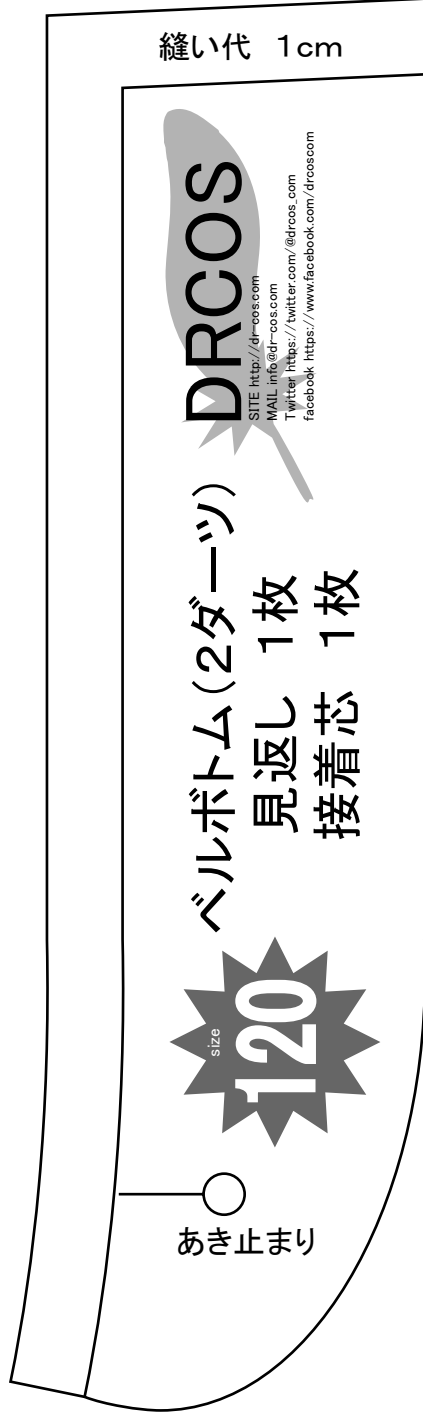 縫い代　1cm
DRCOS
SITE http://dr-cos.com
MAIL info@dr-cos.com
Twitter https://twitter.com/@drcos_com
facebook https://www.facebook.com/drcoscom
ベルボトム(2ダーツ)
見返し　1枚
接着芯　1枚
size
120
あき止まり